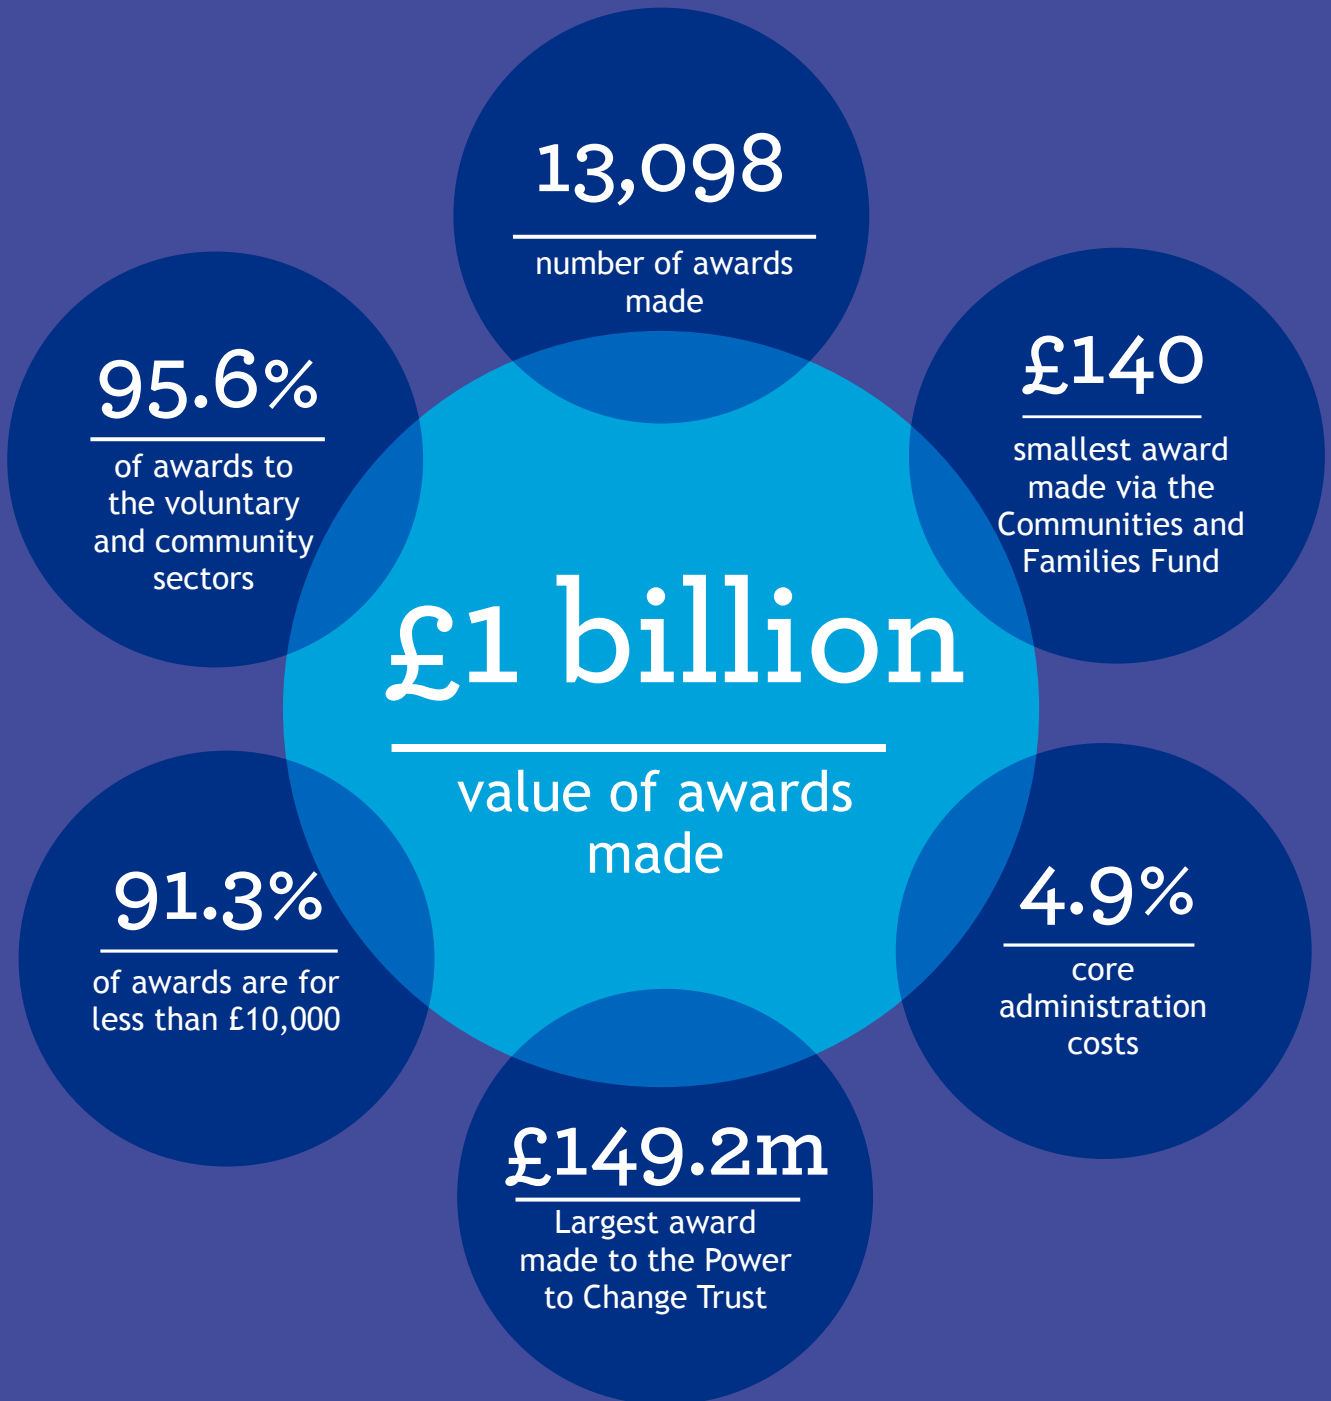 13,098
number of awards
made
95.6%
of awards to
the voluntary
and community
sectors
£140
smallest award
made via the
Communities and
Families Fund
£1 billion
value of awards
made
91.3%
of awards are for
less than £10,000
4.9%
core
administration
costs
£149.2m
Largest award
made to the Power
to Change Trust